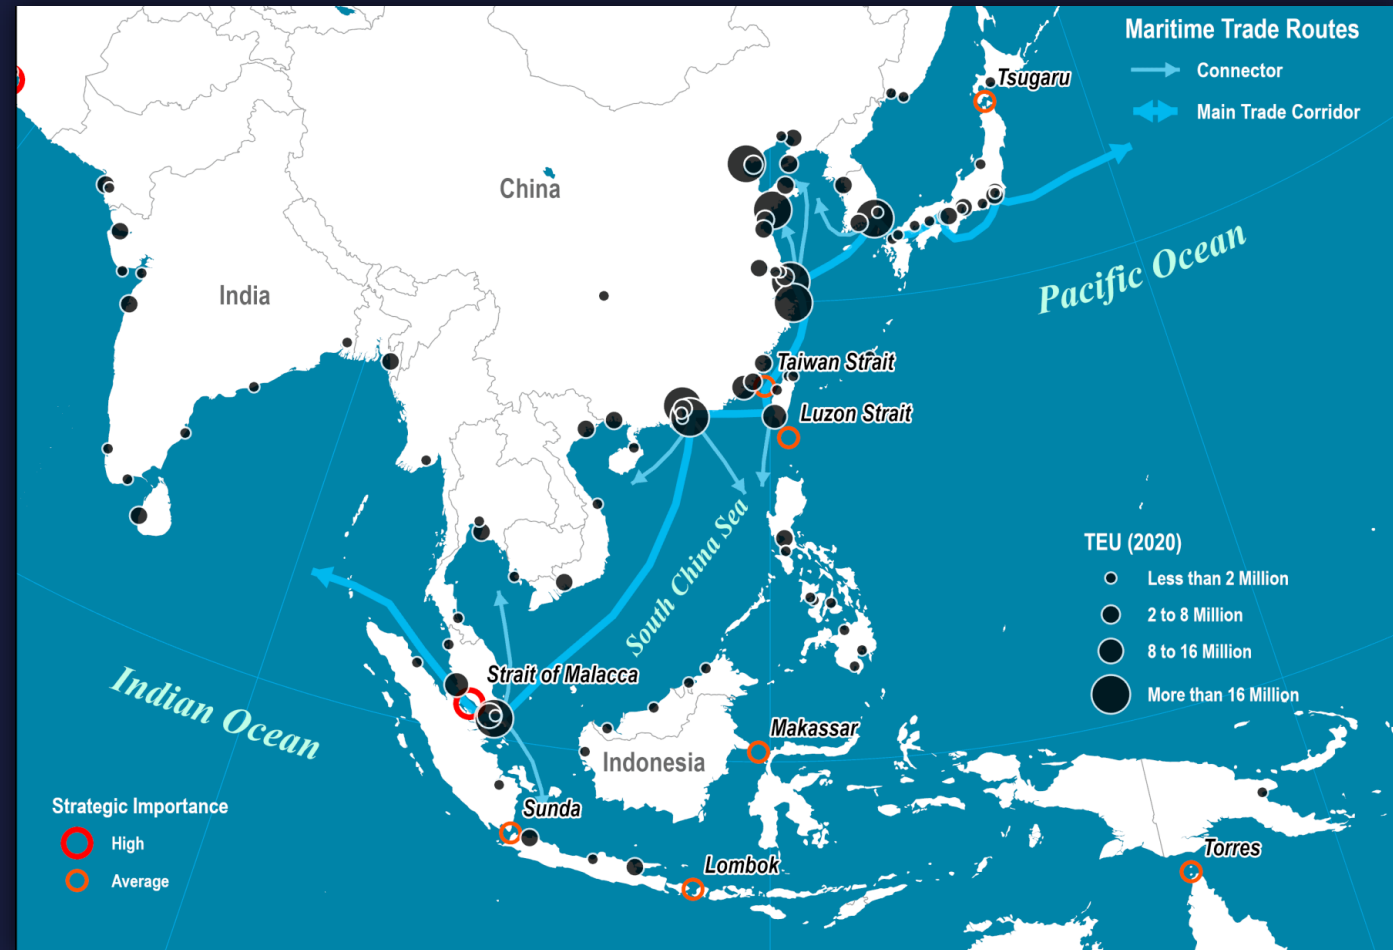 Maritime Trade Routes
Connector
Main Trade Corridor
Tsugaru
China
India
Pacific Ocean
Taiwan Strait
Luzon Strait
South China Sea
TEU (2020)
Less than 2 Million
2 to 8 Million
8 to 16 Million
More than 16 Million
Strait of Malacca
Indian Ocean
Makassar
Indonesia
Strategic Importance
High
Average
Sunda
Lombok
Torres